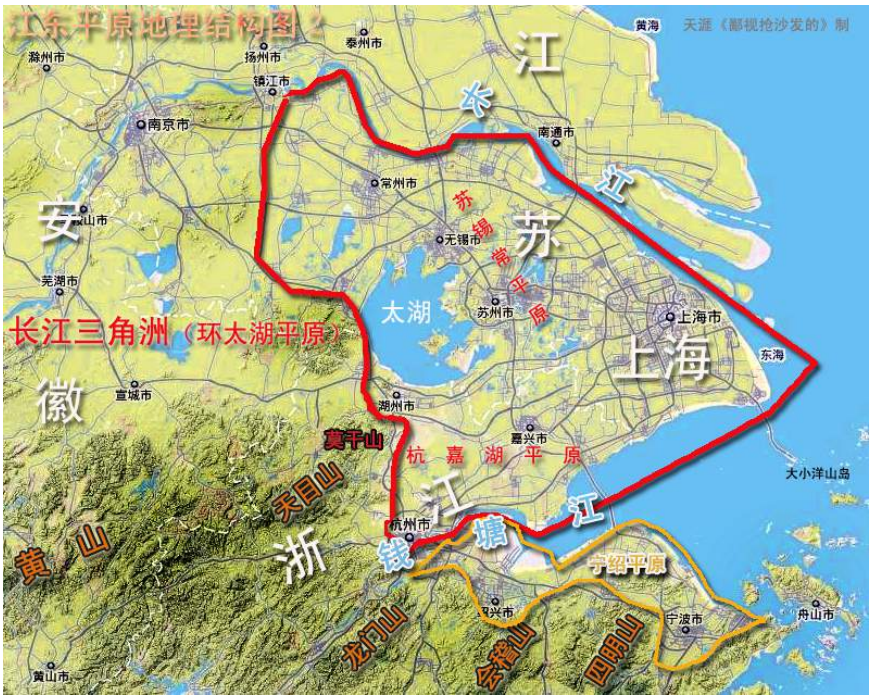 江东平原地理结构图 2
天涯《鄙视抢沙发的》制
黄海
泰州市
扬州市
滁州市
镇江市
江
长
南京市
南通市
江
常州市
苏锡常平原
安
鞍山市
苏
无锡市
芜湖市
太湖
苏州市
上海市
长江三角洲（环太湖平原）
上海
东海
徽
宣城市
湖州市
莫干山
嘉兴市
杭嘉湖平原
大小洋山岛
天目山
江
黄山
杭州市
浙
钱塘江
宁绍平原
绍兴市
舟山市
宁波市
龙门山
会稽山
四明山
黄山市